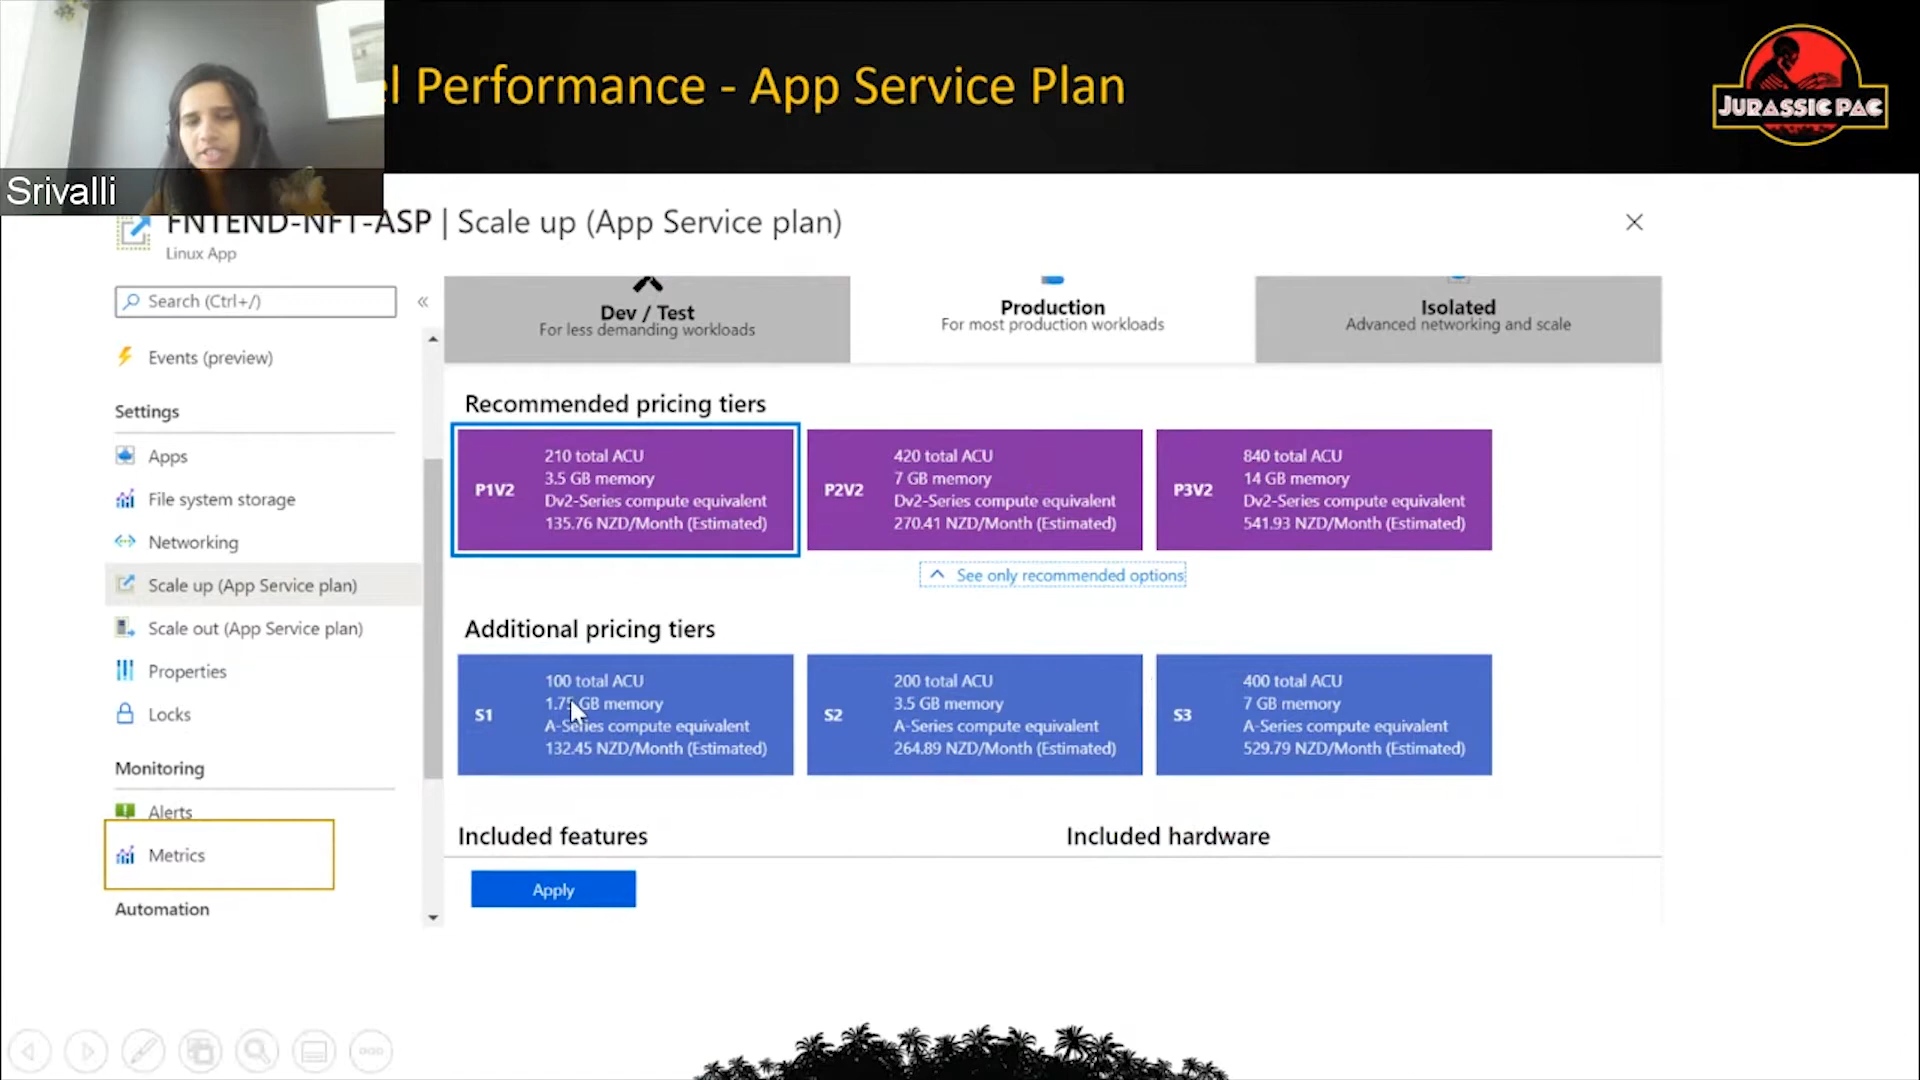 el Performance - App Service Plan
JURASSIC PAC
Srivalli
FNTEND-NFT-ASP | Scale up (App Service plan)
Linux App
Search (Ctrl+/)
«
Events (preview)
Settings
Apps
File system storage
Networking
Scale up (App Service plan)
Scale out (App Service plan)
Properties
Locks
Monitoring
Alerts
Metrics
Automation
Dev / Test
For less demanding workloads
Production
For most production workloads
Isolated
Advanced networking and scale
Recommended pricing tiers
P1V2
210 total ACU
3.5 GB memory
Dv2-Series compute equivalent
135.76 NZD/Month (Estimated)
P2V2
420 total ACU
7 GB memory
Dv2-Series compute equivalent
270.41 NZD/Month (Estimated)
P3V2
840 total ACU
14 GB memory
Dv2-Series compute equivalent
541.93 NZD/Month (Estimated)
See only recommended options
Additional pricing tiers
S1
100 total ACU
1.75 GB memory
A-Series compute equivalent
132.45 NZD/Month (Estimated)
S2
200 total ACU
3.5 GB memory
A-Series compute equivalent
264.89 NZD/Month (Estimated)
S3
400 total ACU
7 GB memory
A-Series compute equivalent
529.79 NZD/Month (Estimated)
Included features
Included hardware
Apply